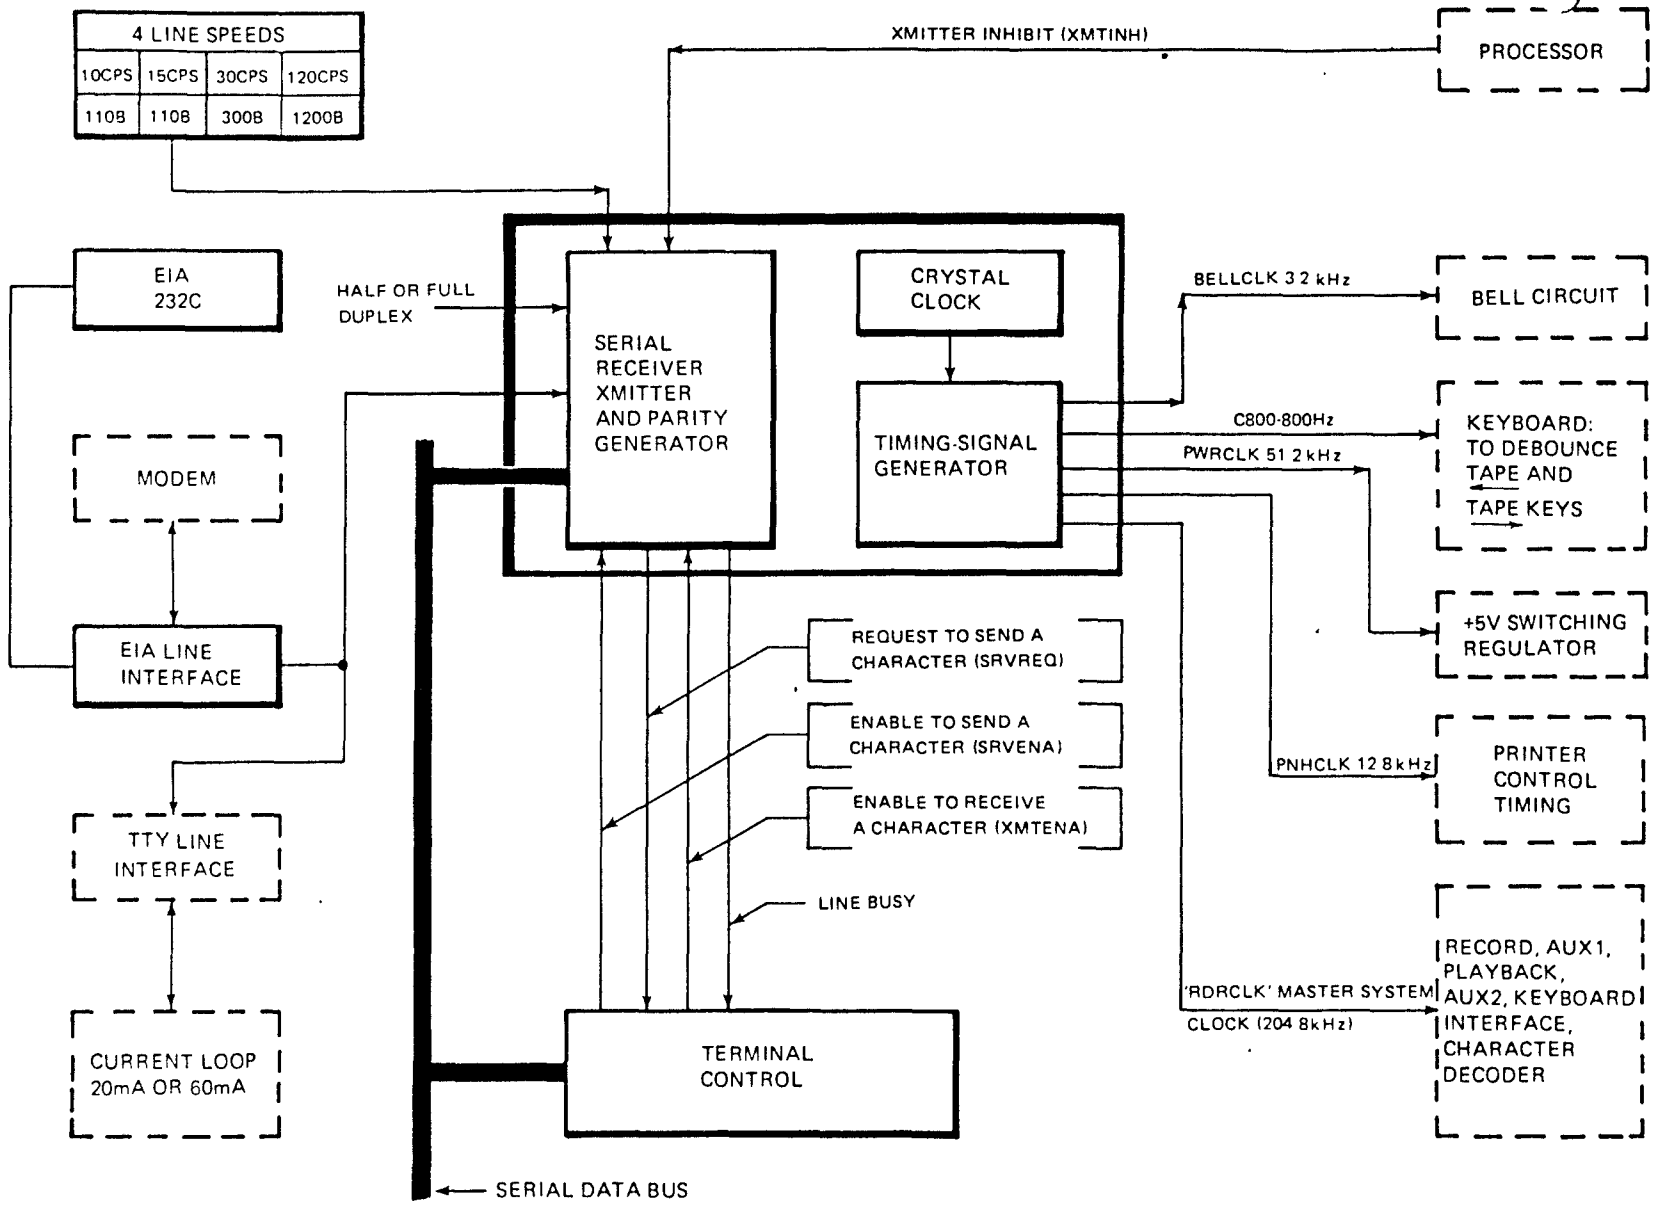 4 LINE SPEEDS
10CPS 15CPS 30CPS 120CPS
110B 110B 300B 1200B
XMITTER INHIBIT (XMTINH)
PROCESSOR
EIA
232C
HALF OR FULL
DUPLEX
SERIAL
RECEIVER
XMITTER
AND PARITY
GENERATOR
CRYSTAL
CLOCK
TIMING-SIGNAL
GENERATOR
BELLCLK 3 2 kHz
BELL CIRCUIT
C800-800Hz
PWRCLK 51 2 kHz
KEYBOARD:
TO DEBOUNCE
TAPE AND
TAPE KEYS
MODEM
EIA LINE
INTERFACE
REQUEST TO SEND A
CHARACTER (SRVREQ)
ENABLE TO SEND A
CHARACTER (SRVENA)
ENABLE TO RECEIVE
A CHARACTER (XMTENA)
LINE BUSY
+5V SWITCHING
REGULATOR
PNHCLK 12 8 kHz
PRINTER
CONTROL
TIMING
TTY LINE
INTERFACE
CURRENT LOOP
20mA OR 60mA
TERMINAL
CONTROL
'RDRCLK' MASTER SYSTEM
CLOCK (204 8kHz)
RECORD, AUX1,
PLAYBACK,
AUX2, KEYBOARD
INTERFACE,
CHARACTER
DECODER
SERIAL DATA BUS